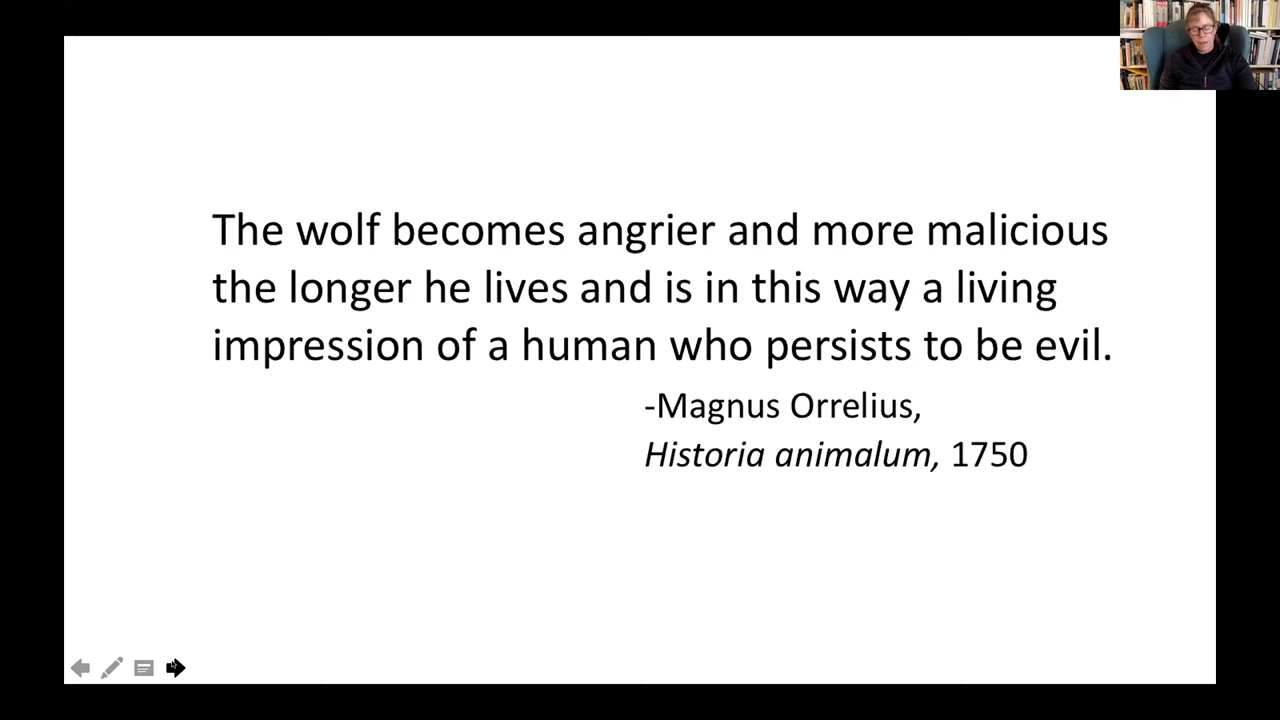 The wolf becomes angrier and more malicious
the longer he lives and is in this way a living
impression of a human who persists to be evil.
-Magnus Orrelius,
Historia animalum, 1750